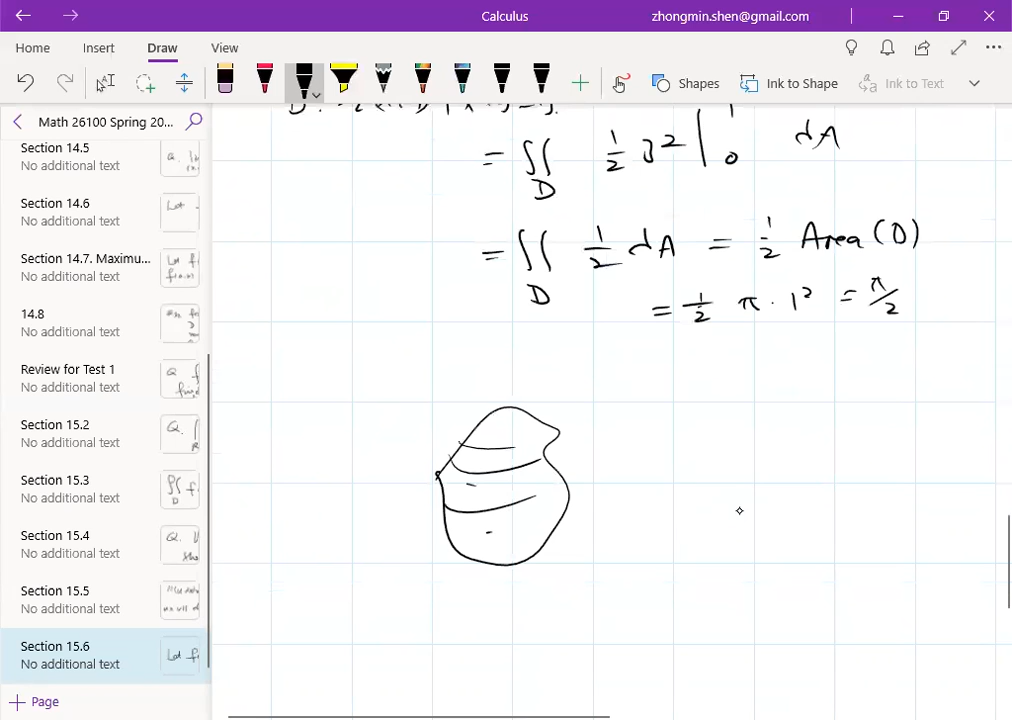 Calculus
zhongmin.shen@gmail.com
Home Insert Draw View
Shapes Ink to Shape Ink to Text
Math 26100 Spring 20...
Section 14.5
No additional text
Section 14.6
No additional text
Section 14.7. Maximu...
No additional text
14.8
No additional text
Review for Test 1
No additional text
Section 15.2
No additional text
Section 15.3
No additional text
Section 15.4
No additional text
Section 15.5
No additional text
Section 15.6
No additional text
Page
= ∬_D ½ z² |₀¹ dA
= ∬_D ½ dA = ½ Area(D)
= ½ π · 1² = π/2